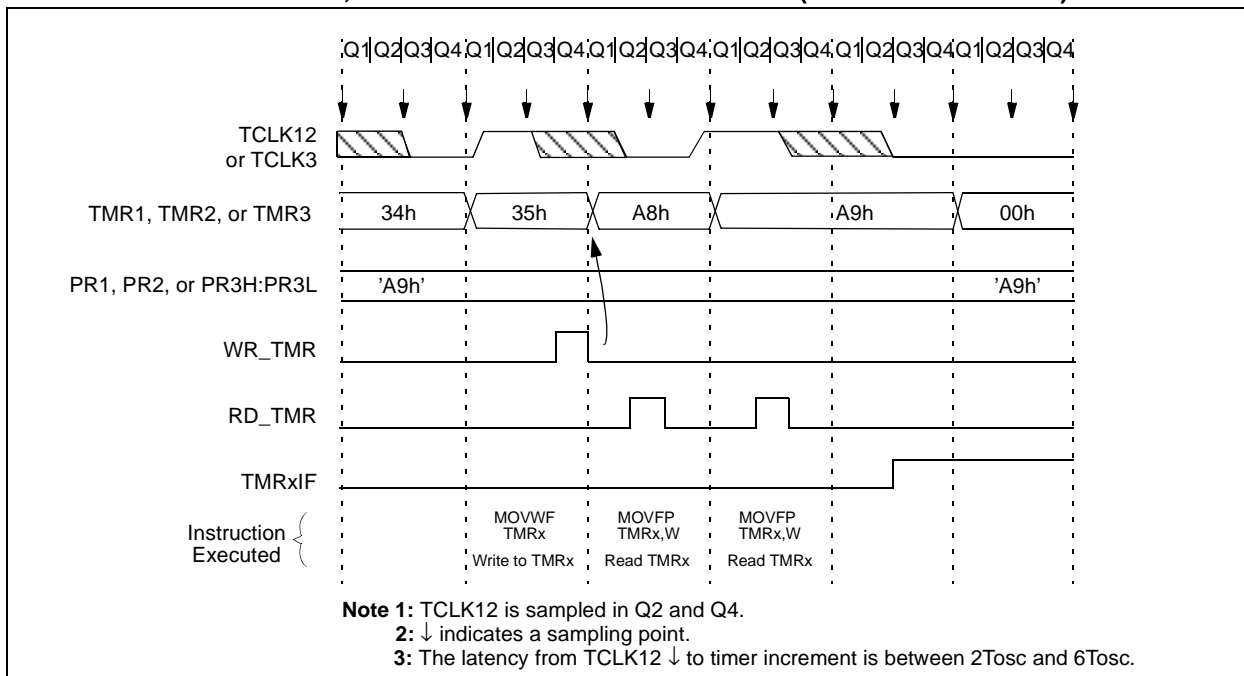 Q1 Q2 Q3 Q4 Q1 Q2 Q3 Q4 Q1 Q2 Q3 Q4 Q1 Q2 Q3 Q4 Q1 Q2 Q3 Q4 Q1 Q2 Q3 Q4
TCLK12
or TCLK3
TMR1, TMR2, or TMR3
34h 35h A8h A9h 00h
PR1, PR2, or PR3H:PR3L
'A9h' 'A9h'
WR_TMR
RD_TMR
TMRxIF
Instruction
Executed
MOVWF
TMRx
Write to TMRx
MOVFP
TMRx,W
Read TMRx
MOVFP
TMRx,W
Read TMRx
Note 1: TCLK12 is sampled in Q2 and Q4.
2: ↓ indicates a sampling point.
3: The latency from TCLK12 ↓ to timer increment is between 2Tosc and 6Tosc.